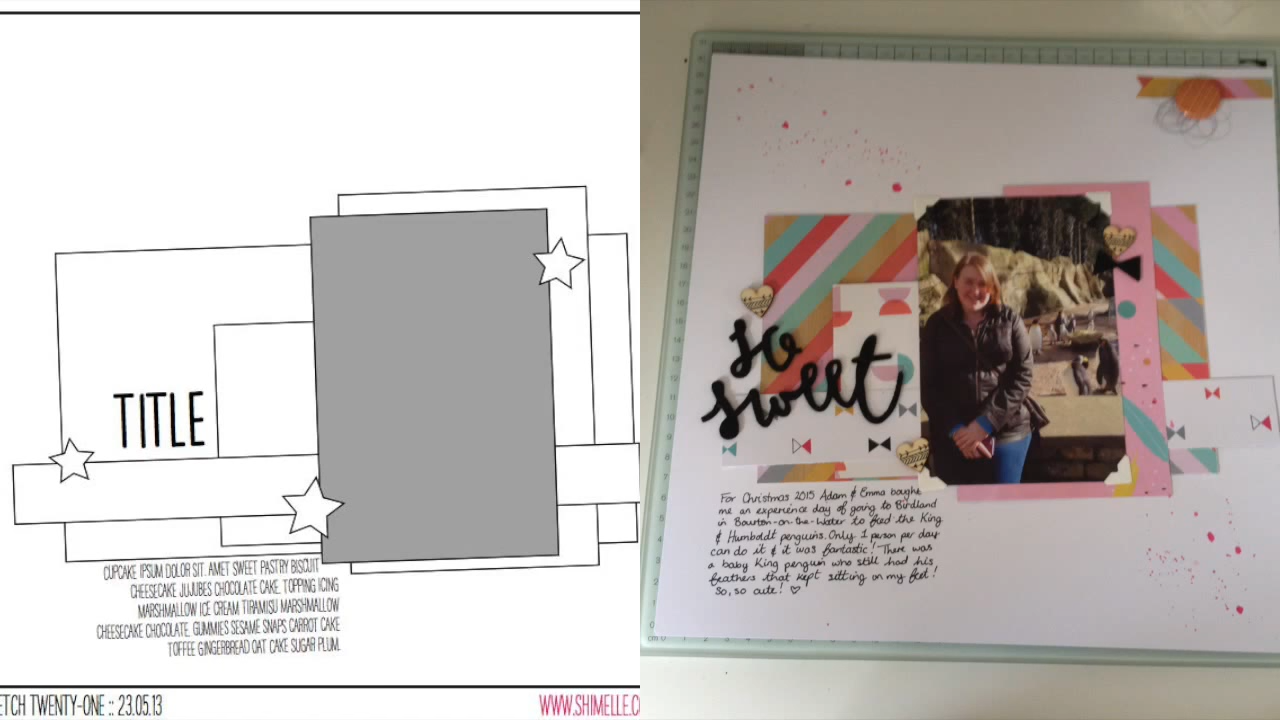 TITLE
CUPCAKE IPSUM DOLOR SIT. AMET SWEET PASTRY BISCUIT
CHEESECAKE JUJUBES CHOCOLATE CAKE. TOPPING ICING
MARSHMALLOW ICE CREAM TIRAMISU MARSHMALLOW
CHEESECAKE CHOCOLATE. GUMMIES SESAME SNAPS CARROT CAKE
TOFFEE GINGERBREAD OAT CAKE SUGAR PLUM.
ETCH TWENTY-ONE :: 23.05.13
WWW.SHIMELLE.C
so
sweet
For Christmas 2015 Adam & Emma bought
me an experience day of going to Birdland
in Bourton-on-the-Water to feed the King
& Humboldt penguins. Only 1 person per day
can do it & it was fantastic! There was
a baby King penguin who still had his
feathers that kept sitting on my feet!
So, so cute! ♡